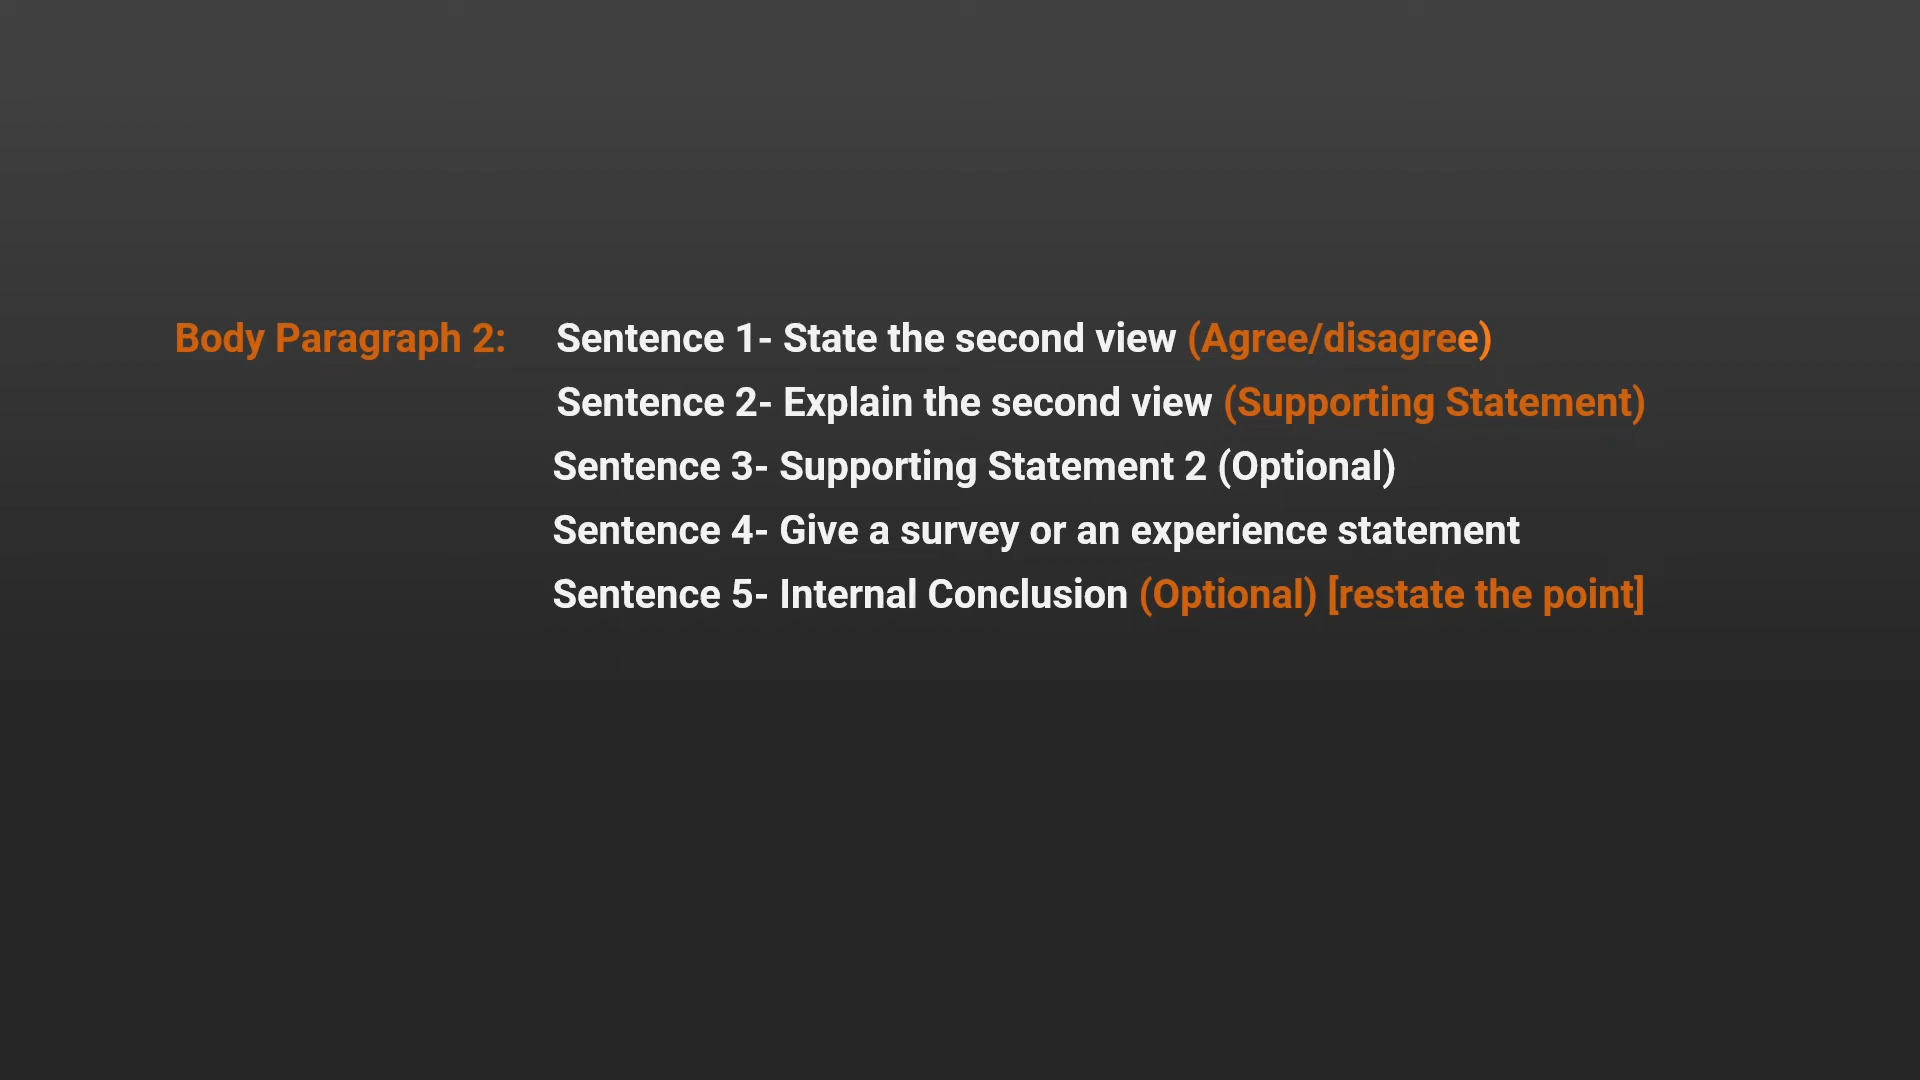 Body Paragraph 2: Sentence 1- State the second view (Agree/disagree)
Sentence 2- Explain the second view (Supporting Statement)
Sentence 3- Supporting Statement 2 (Optional)
Sentence 4- Give a survey or an experience statement
Sentence 5- Internal Conclusion (Optional) [restate the point]